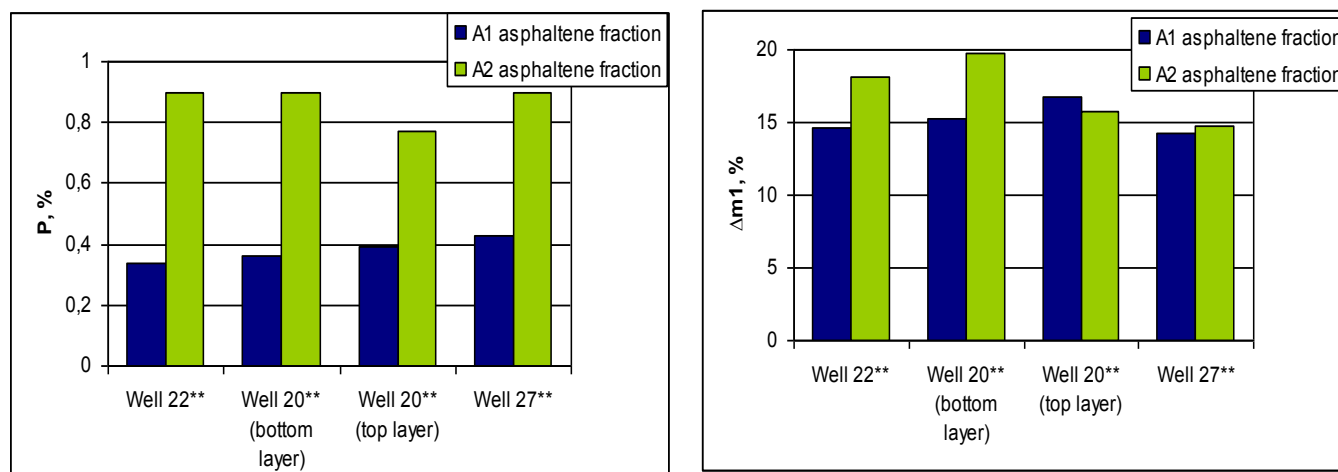 A1 asphaltene fraction
A2 asphaltene fraction
1
0,8
0,6
0,4
0,2
0
P, %
Well 22**
Well 20**
(bottom
layer)
Well 20**
(top layer)
Well 27**
A1 asphaltene fraction
A2 asphaltene fraction
20
15
10
5
0
Δm1, %
Well 22**
Well 20**
(bottom
layer)
Well 20**
(top layer)
Well 27**